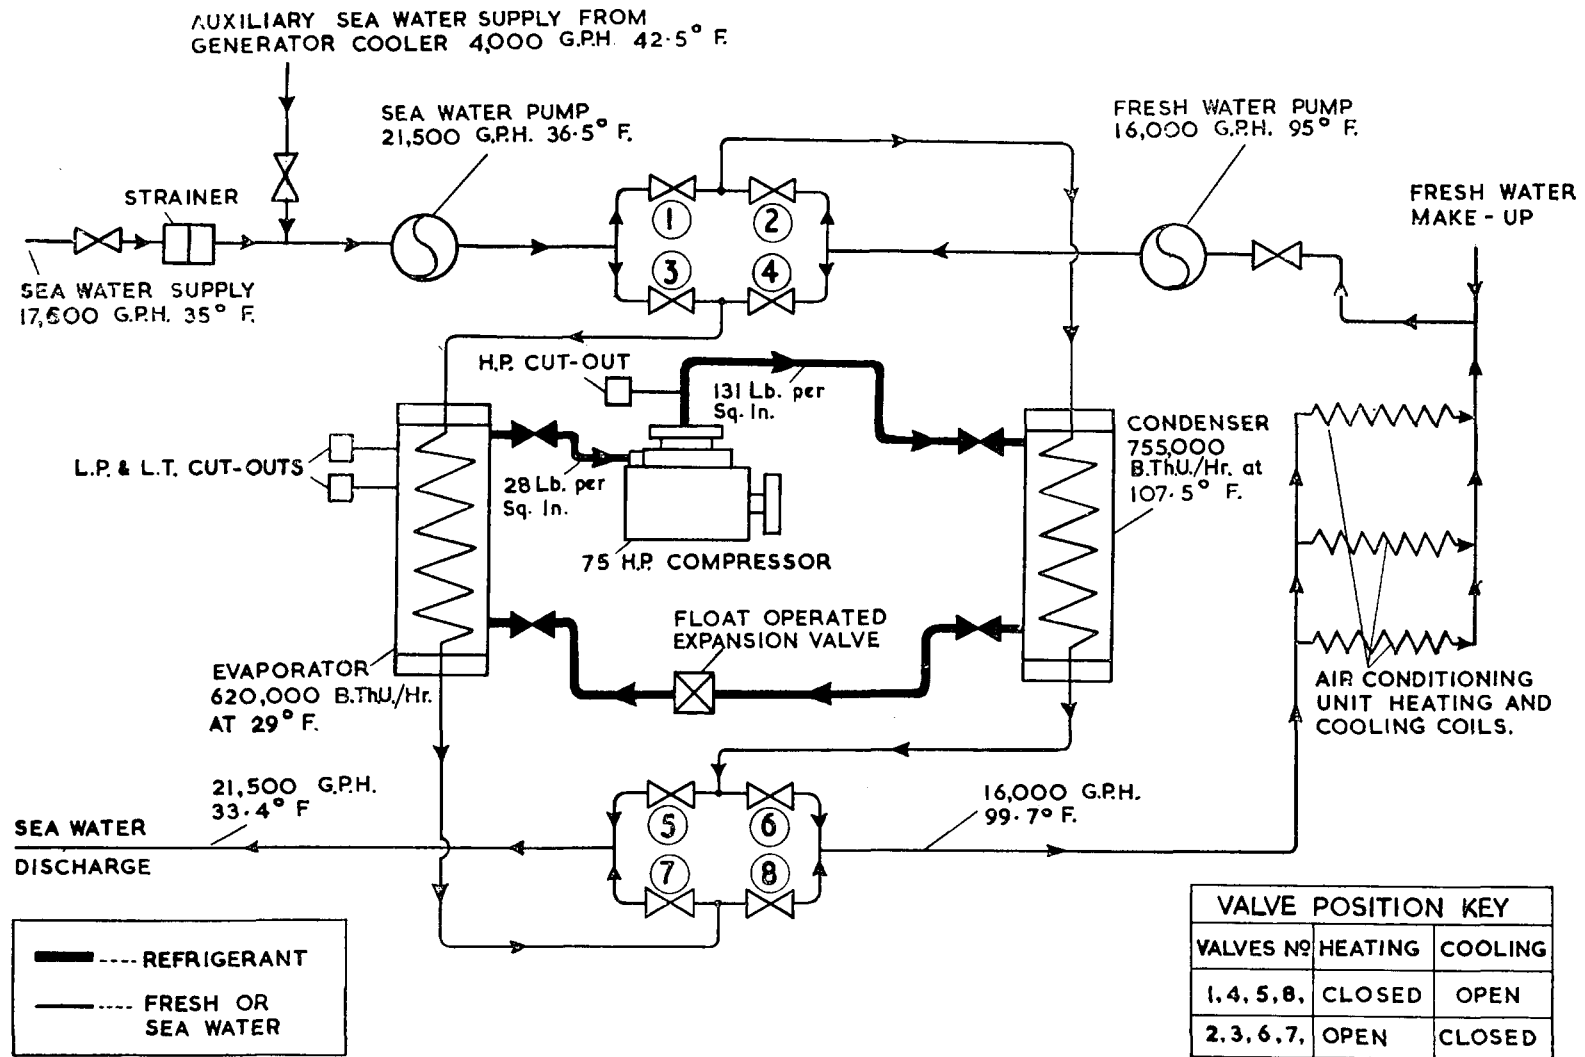 AUXILIARY SEA WATER SUPPLY FROM
GENERATOR COOLER 4,000 G.P.H. 42·5° F.
SEA WATER PUMP
21,500 G.P.H. 36·5° F.
FRESH WATER PUMP
16,000 G.P.H. 95° F.
STRAINER
FRESH WATER
MAKE-UP
1
2
3
4
SEA WATER SUPPLY
17,500 G.P.H. 35° F.
H.P. CUT-OUT
131 Lb. per
Sq. In.
CONDENSER
755,000
B.Th.U./Hr. at
107·5° F.
L.P. & L.T. CUT-OUTS
28 Lb. per
Sq. In.
75 H.P. COMPRESSOR
FLOAT OPERATED
EXPANSION VALVE
EVAPORATOR
620,000 B.Th.U./Hr.
AT 29° F.
AIR CONDITIONING
UNIT HEATING AND
COOLING COILS.
21,500 G.P.H.
33·4° F
16,000 G.P.H.
99·7° F.
5
6
7
8
SEA WATER
DISCHARGE
REFRIGERANT
FRESH OR
SEA WATER
VALVE POSITION KEY
VALVES Nº HEATING COOLING
1, 4, 5, 8, CLOSED OPEN
2, 3, 6, 7, OPEN CLOSED